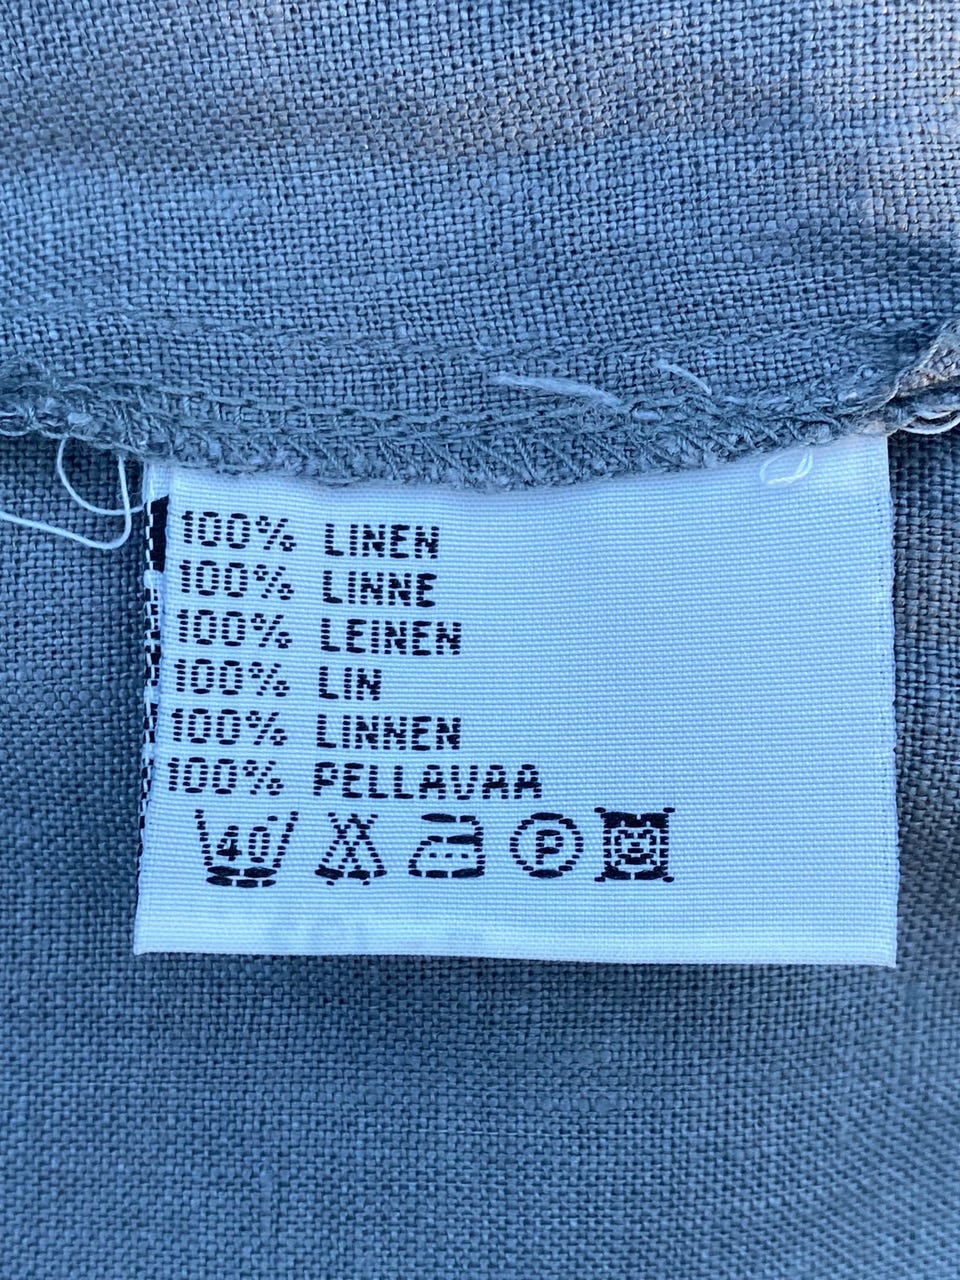 100% LINEN
100% LINNE
100% LEINEN
100% LIN
100% LINNEN
100% PELLAVAA
40 P